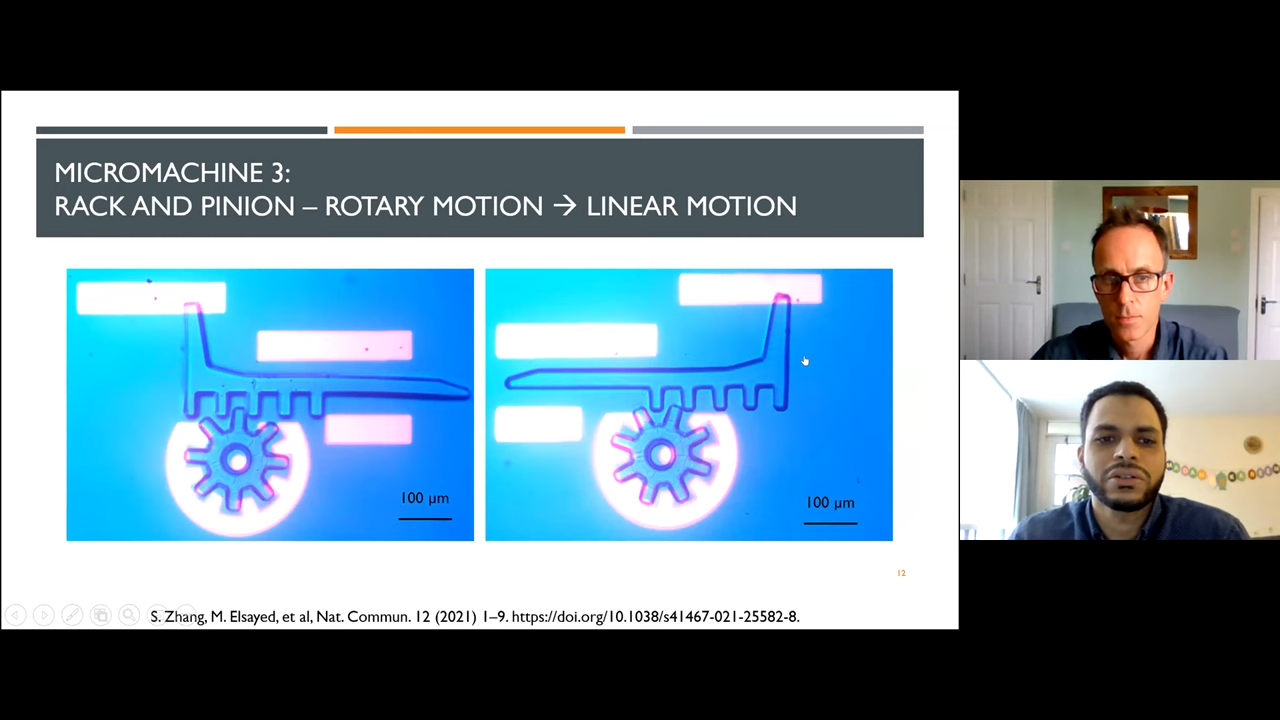 MICROMACHINE 3:
RACK AND PINION – ROTARY MOTION → LINEAR MOTION
100 µm
100 µm
12
S. Zhang, M. Elsayed, et al, Nat. Commun. 12 (2021) 1–9. https://doi.org/10.1038/s41467-021-25582-8.